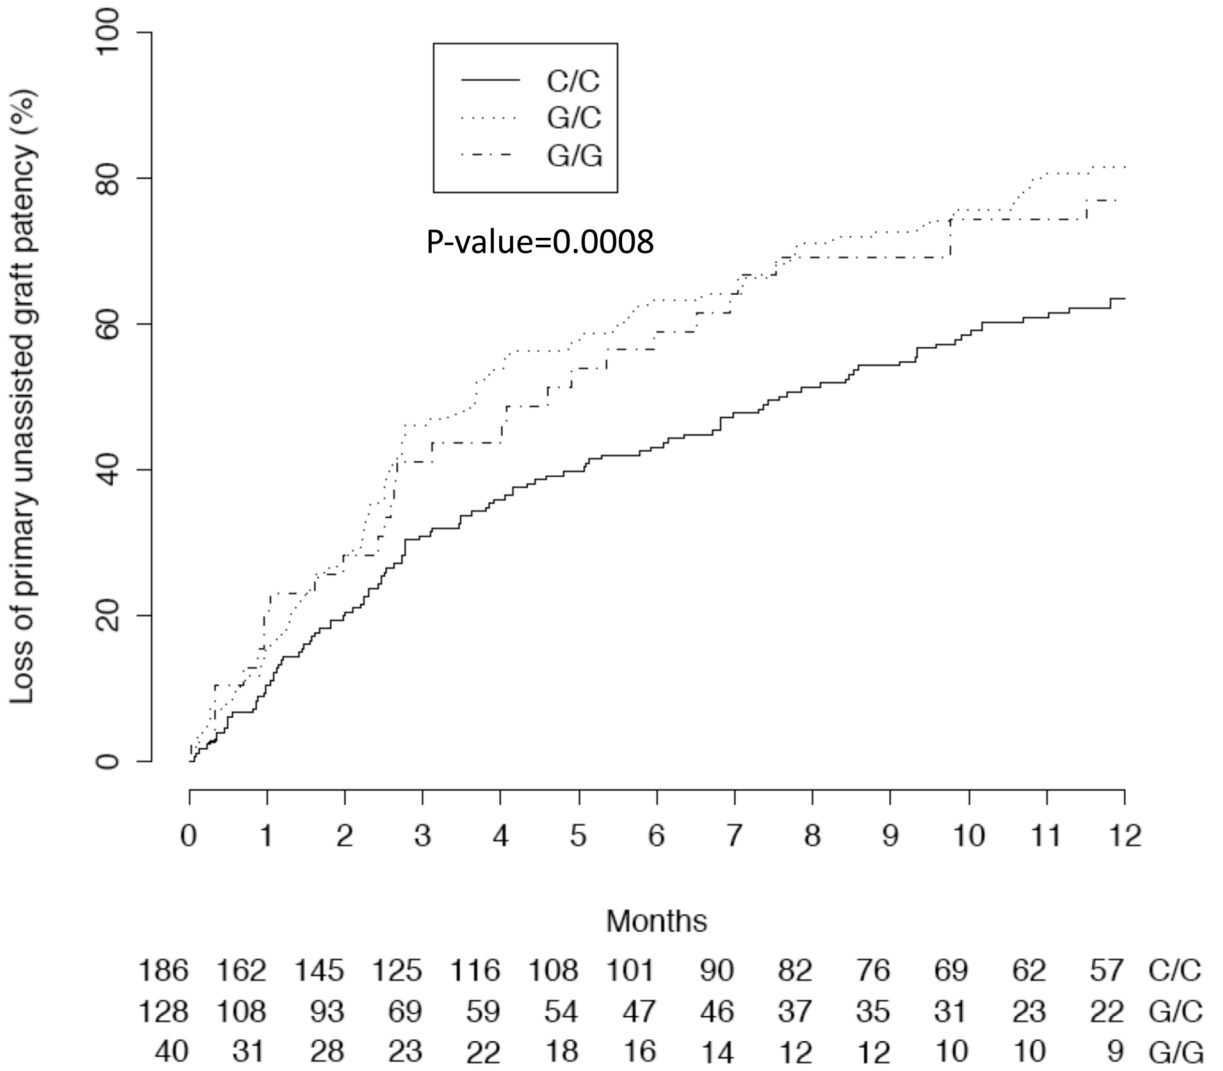 Loss of primary unassisted graft patency (%)
100
80
60
40
20
0
C/C
G/C
G/G
P-value=0.0008
0 1 2 3 4 5 6 7 8 9 10 11 12
Months
186 162 145 125 116 108 101 90 82 76 69 62 57 C/C
128 108 93 69 59 54 47 46 37 35 31 23 22 G/C
40 31 28 23 22 18 16 14 12 12 10 10 9 G/G